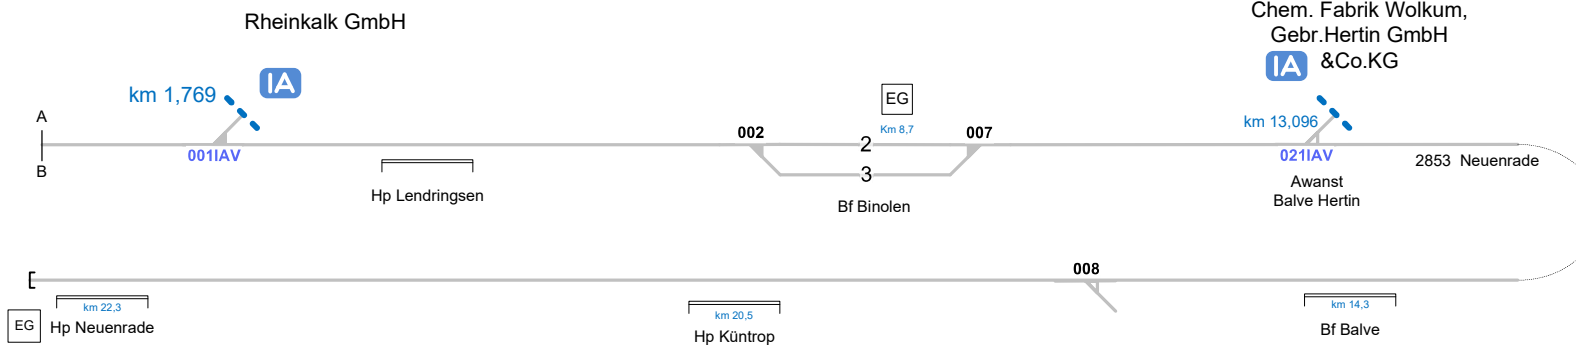 Rheinkalk GmbH
Chem. Fabrik Wolkum,
Gebr.Hertin GmbH
&Co.KG
IA
IA
km 1,769
EG
A
km 13,096
Km 8,7
002
2
007
001IAV
021IAV
2853 Neuenrade
B
3
Hp Lendringsen
Bf Binolen
Awanst
Balve Hertin
008
km 22,3
km 20,5
km 14,3
EG
Hp Neuenrade
Hp Küntrop
Bf Balve